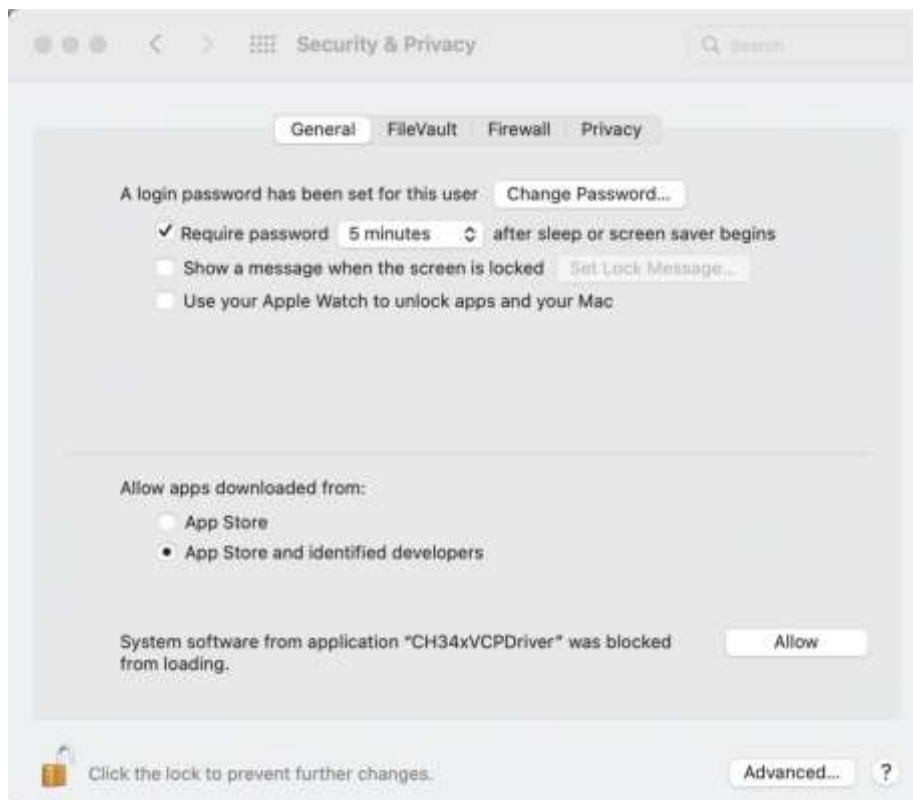 Security & Privacy
Search
General FileVault Firewall Privacy
A login password has been set for this user Change Password...
Require password 5 minutes after sleep or screen saver begins
Show a message when the screen is locked Set Lock Message...
Use your Apple Watch to unlock apps and your Mac
Allow apps downloaded from:
App Store
App Store and identified developers
System software from application "CH34xVCPDriver" was blocked Allow
from loading.
Click the lock to prevent further changes. Advanced... ?